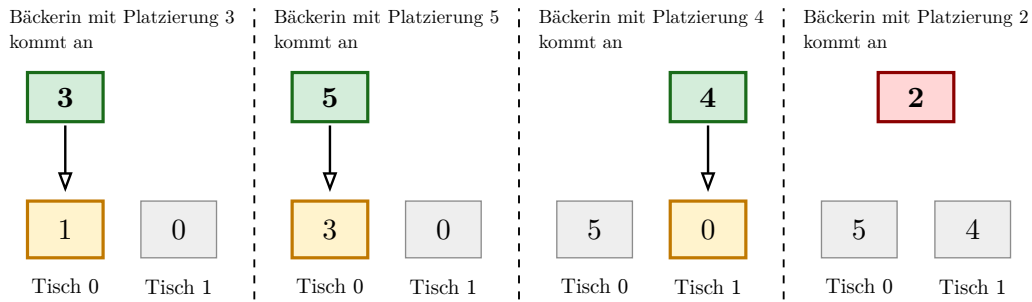 Bäckerin mit Platzierung 3
kommt an
3
1 0
Tisch 0 Tisch 1
Bäckerin mit Platzierung 5
kommt an
5
3 0
Tisch 0 Tisch 1
Bäckerin mit Platzierung 4
kommt an
4
5 0
Tisch 0 Tisch 1
Bäckerin mit Platzierung 2
kommt an
2
5 4
Tisch 0 Tisch 1